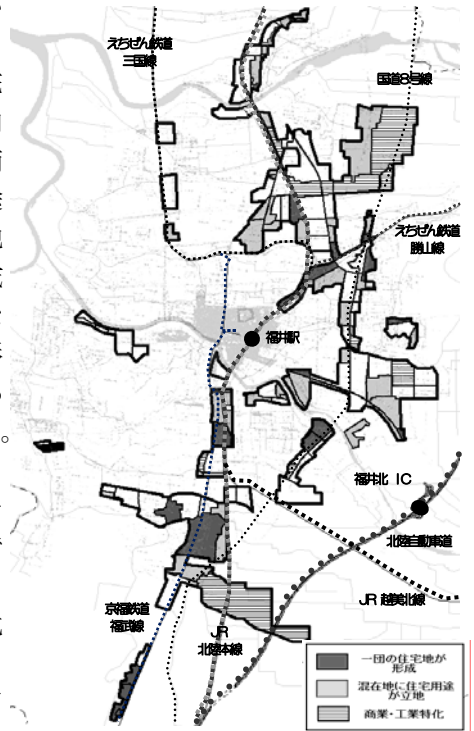 えちぜん鉄道
三国線
国道8号線
えちぜん鉄道
勝山線
福井駅
福井北 IC
北陸自動車道
JR 越美北線
京福鉄道
福武線
JR
北陸本線
一団の住宅地が
形成
混在地に住宅用途
が立地
商業・工業特化